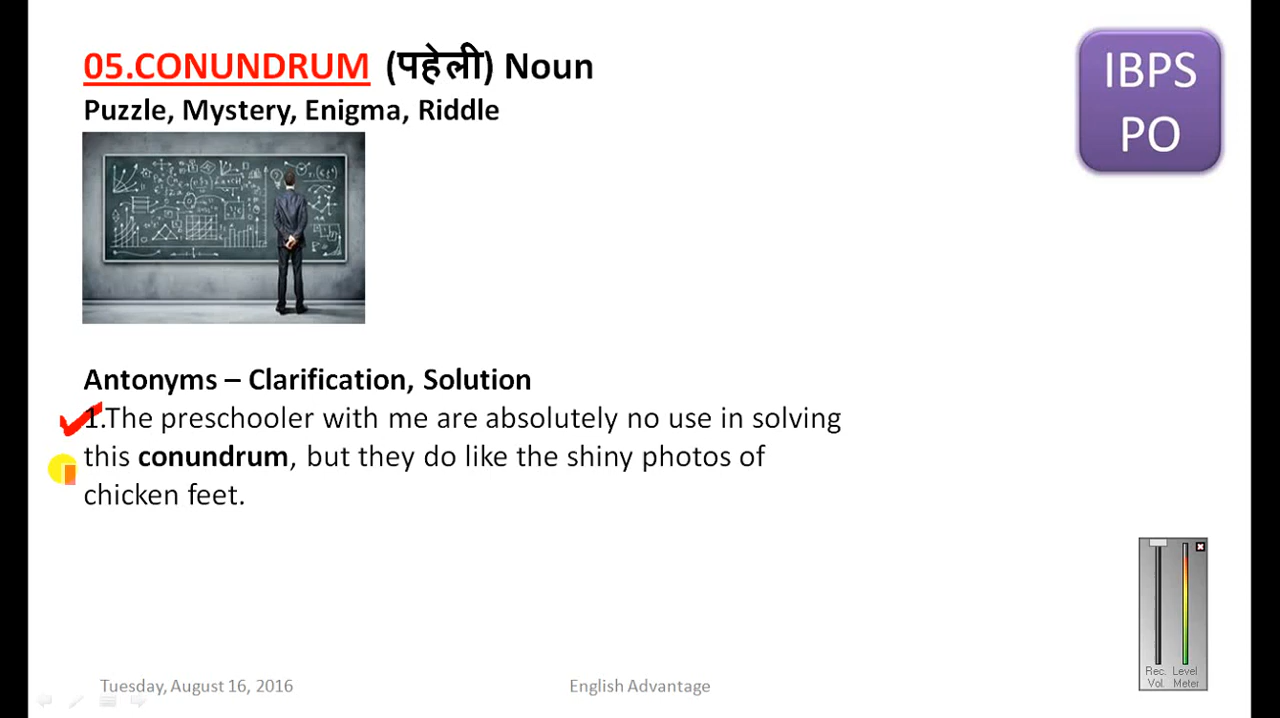 05.CONUNDRUM (पहेली) Noun
IBPS
PO
Puzzle, Mystery, Enigma, Riddle
Antonyms – Clarification, Solution
1.The preschooler with me are absolutely no use in solving
this conundrum, but they do like the shiny photos of
chicken feet.
Rec. Level
Vol. Meter
Tuesday, August 16, 2016
English Advantage